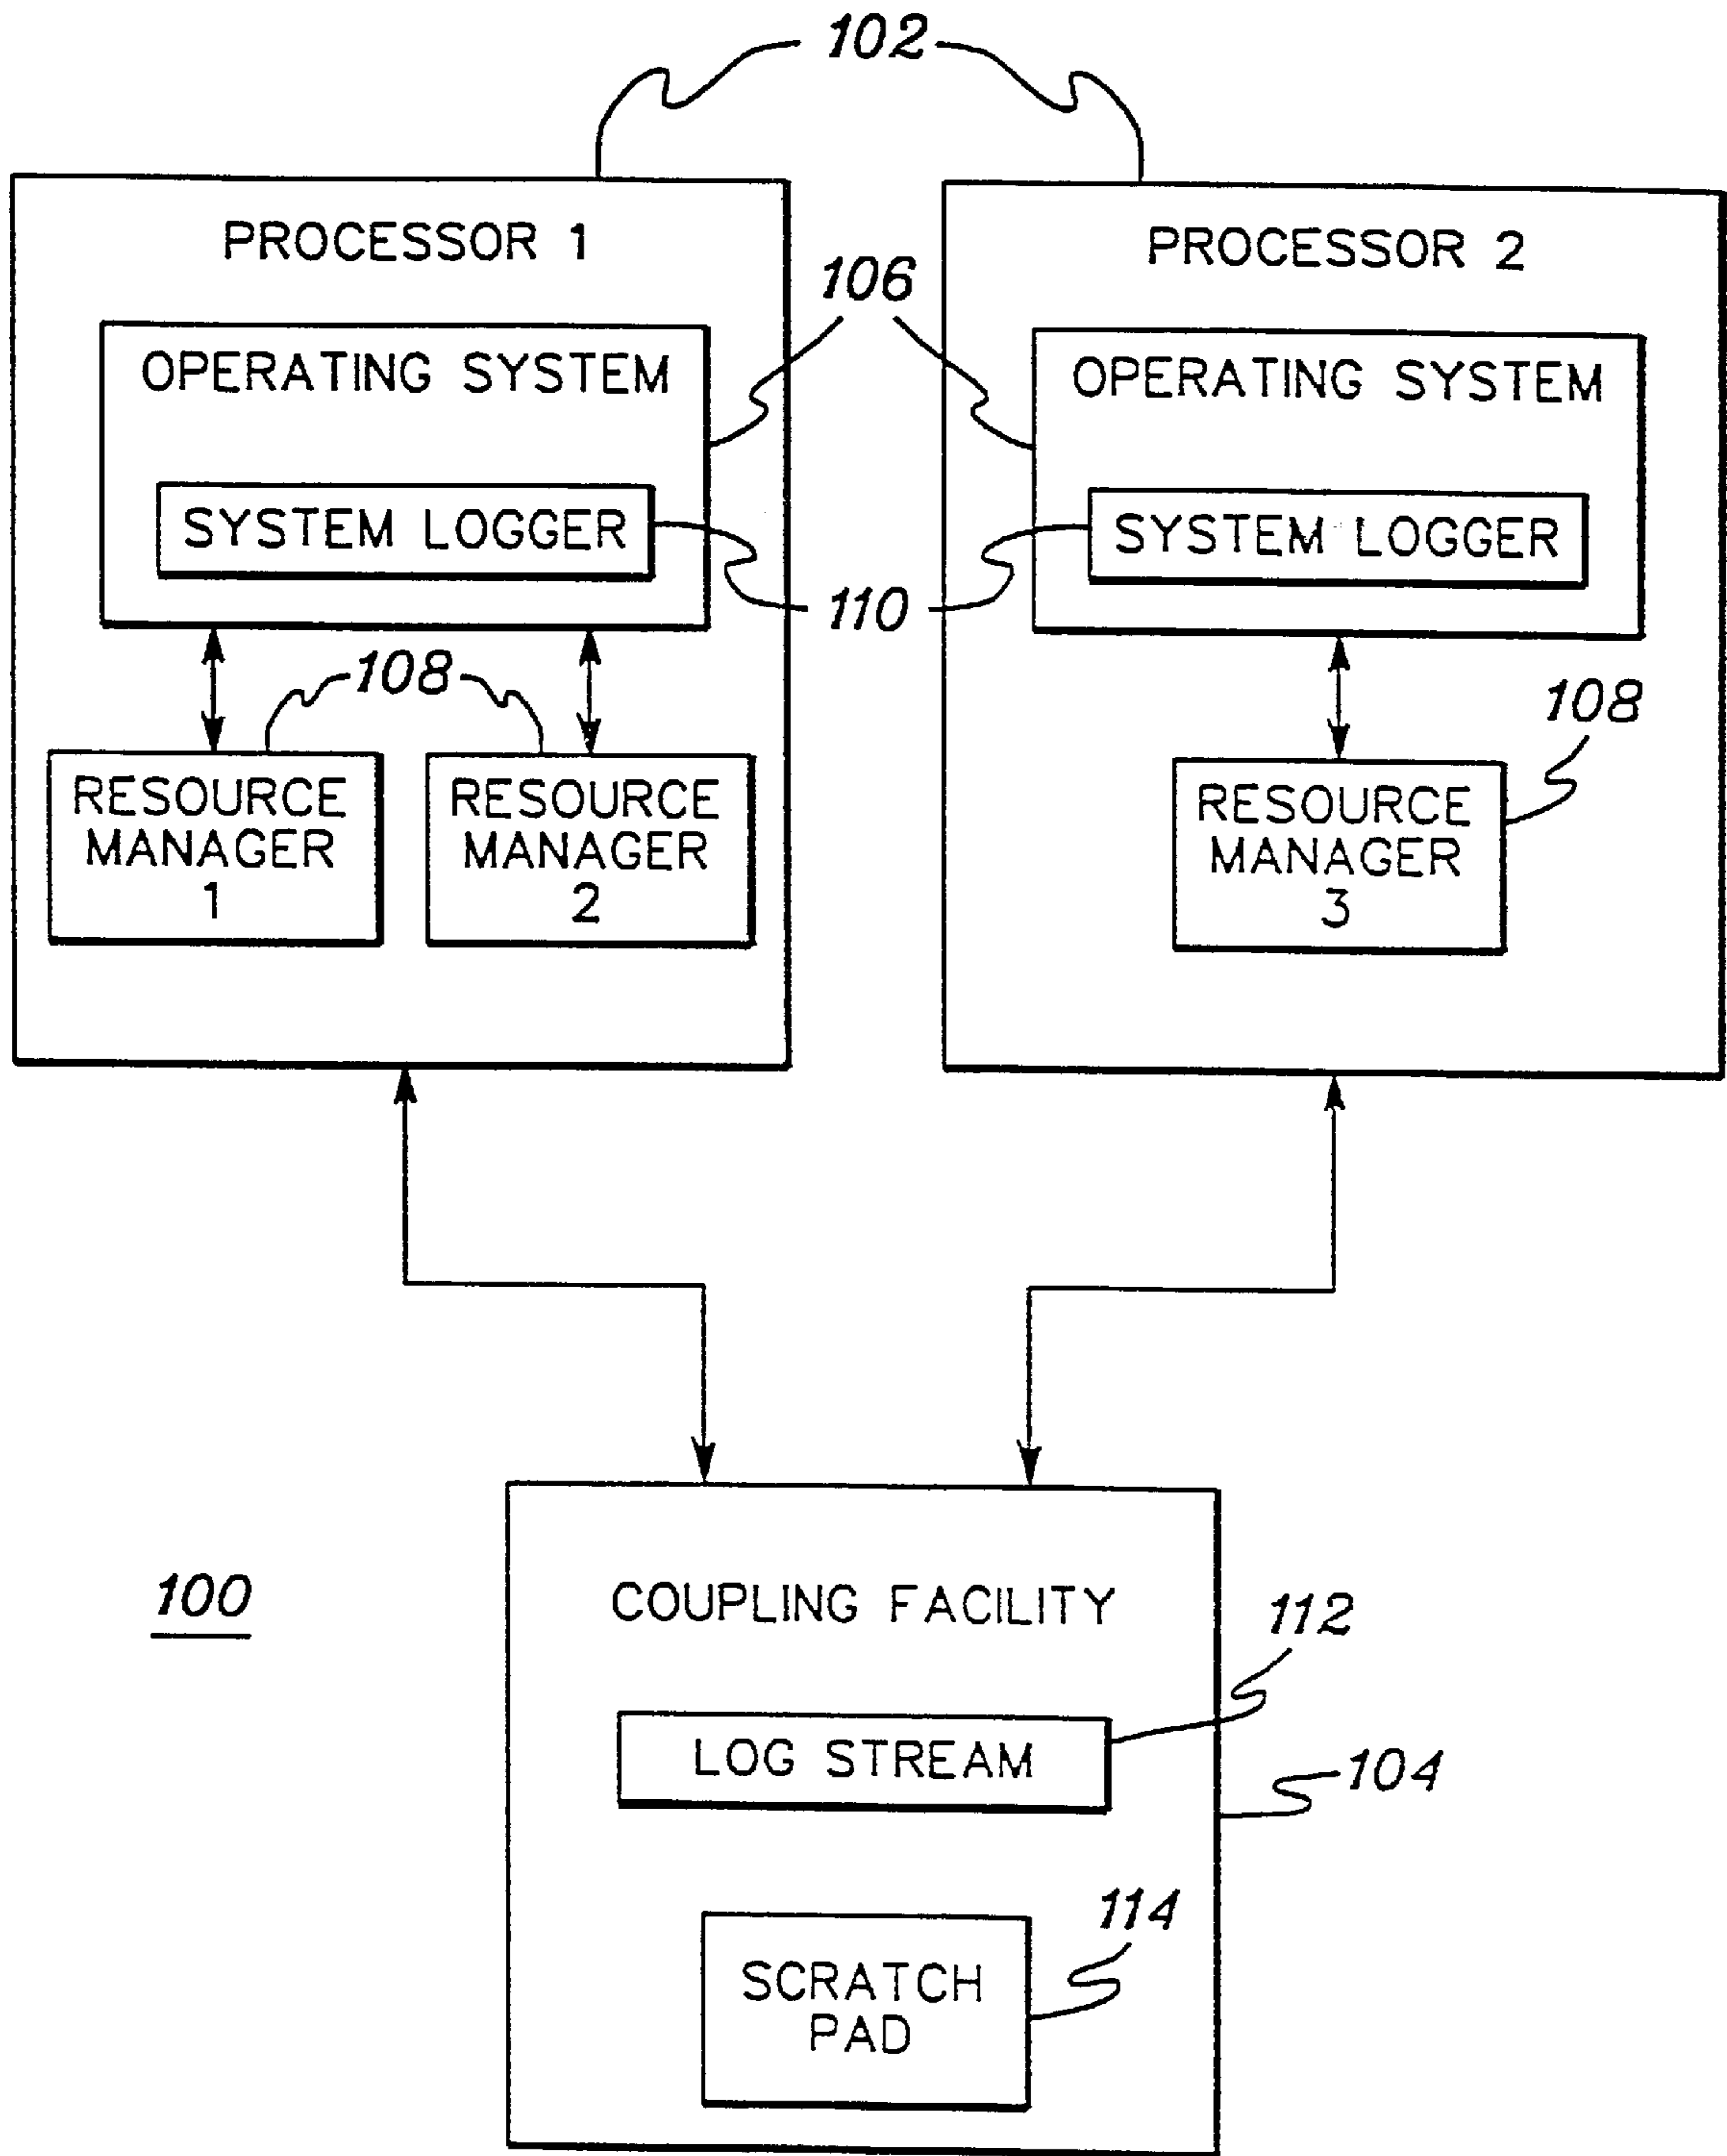 102
PROCESSOR 1
PROCESSOR 2
106
OPERATING SYSTEM
OPERATING SYSTEM
SYSTEM LOGGER
SYSTEM LOGGER
110
108
108
RESOURCE
MANAGER
1
RESOURCE
MANAGER
2
RESOURCE
MANAGER
3
100
COUPLING FACILITY
112
LOG STREAM
104
114
SCRATCH
PAD